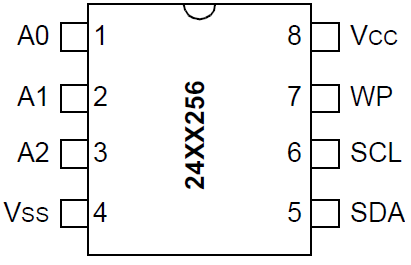 A0 1 8 VCC
A1 2 7 WP
A2 3 6 SCL
VSS 4 5 SDA
24XX256